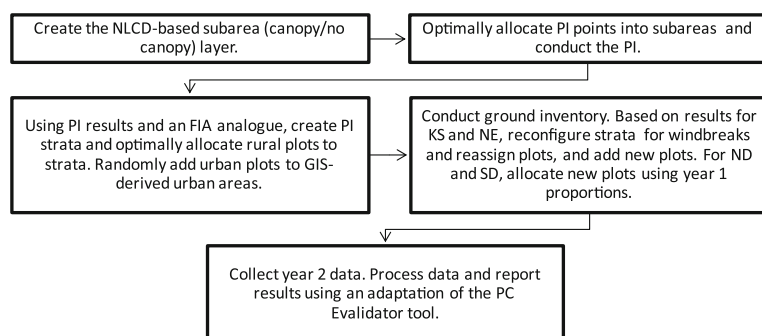 Create the NLCD-based subarea (canopy/no
canopy) layer.
Optimally allocate PI points into subareas and
conduct the PI.
Using PI results and an FIA analogue, create PI
strata and optimally allocate rural plots to
strata. Randomly add urban plots to GIS-
derived urban areas.
Conduct ground inventory. Based on results for
KS and NE, reconfigure strata for windbreaks
and reassign plots, and add new plots. For ND
and SD, allocate new plots using year 1
proportions.
Collect year 2 data. Process data and report
results using an adaptation of the PC
Evalidator tool.